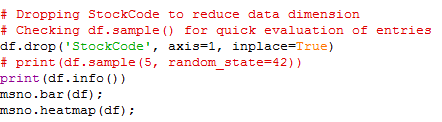 # Dropping StockCode to reduce data dimension
# Checking df.sample() for quick evaluation of entries
df.drop('StockCode', axis=1, inplace=True)
# print(df.sample(5, random_state=42))
print(df.info())
msno.bar(df);
msno.heatmap(df);